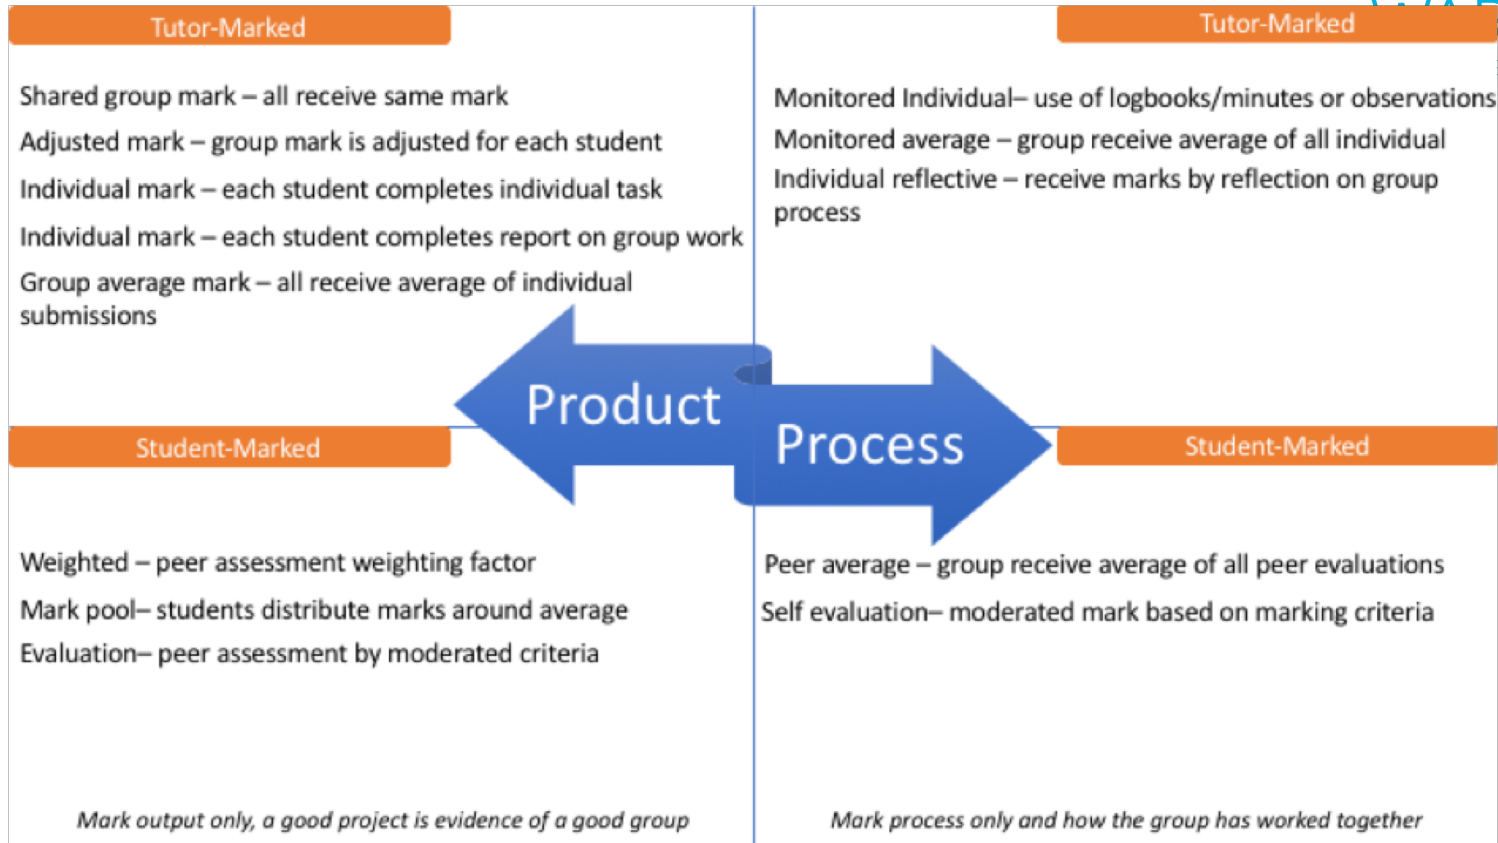 Tutor-Marked
Shared group mark – all receive same mark
Adjusted mark – group mark is adjusted for each student
Individual mark – each student completes individual task
Individual mark – each student completes report on group work
Group average mark – all receive average of individual
submissions
Tutor-Marked
Monitored Individual– use of logbooks/minutes or observations
Monitored average – group receive average of all individual
Individual reflective – receive marks by reflection on group
process
Product
Process
Student-Marked
Weighted – peer assessment weighting factor
Mark pool– students distribute marks around average
Evaluation– peer assessment by moderated criteria
Mark output only, a good project is evidence of a good group
Student-Marked
Peer average – group receive average of all peer evaluations
Self evaluation– moderated mark based on marking criteria
Mark process only and how the group has worked together